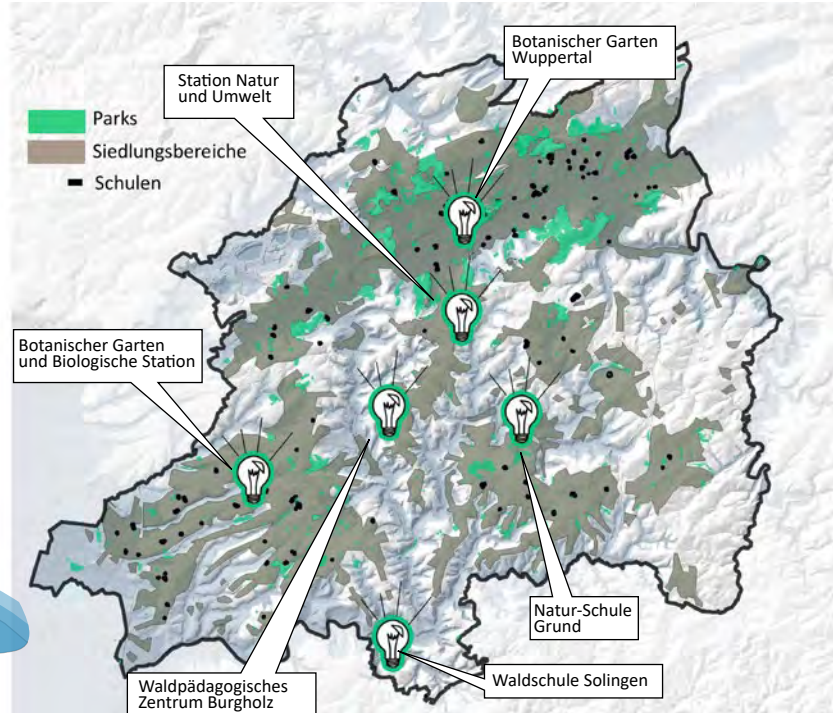 Botanischer Garten
Wuppertal
Station Natur
und Umwelt
Parks
Siedlungsbereiche
Schulen
Botanischer Garten
und Biologische Station
Natur-Schule
Grund
Waldschule Solingen
Waldpädagogisches
Zentrum Burgholz